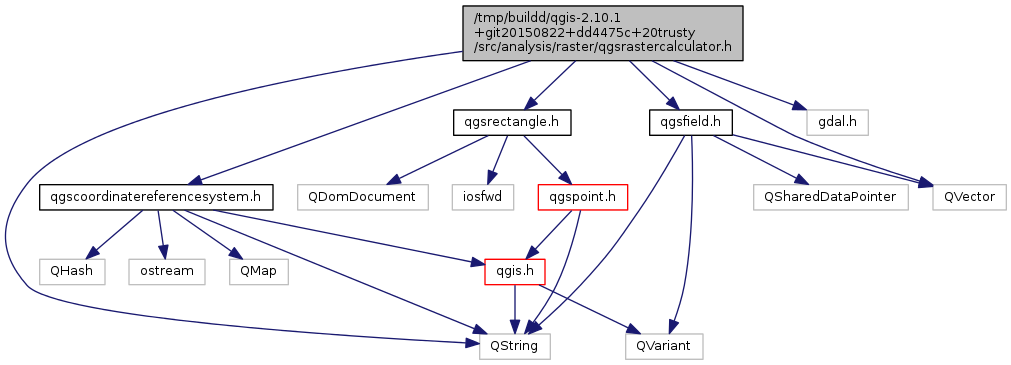 /tmp/buildd/qgis-2.10.1
+git20150822+dd4475c+20trusty
/src/analysis/raster/qgsrastercalculator.h
qgsrectangle.h
qgsfield.h
gdal.h
qgscoordinatereferencesystem.h
QDomDocument
iosfwd
qgspoint.h
QSharedDataPointer
QVector
QHash
ostream
QMap
qgis.h
QString
QVariant